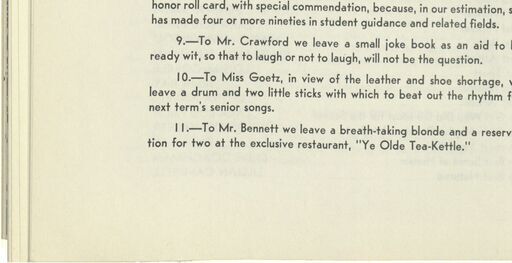 honor roll card, with special commendation, because, in our estimation, s
has made four or more nineties in student guidance and related fields.
9.—To Mr. Crawford we leave a small joke book as an aid to
ready wit, so that to laugh or not to laugh, will not be the question.
10.—To Miss Goetz, in view of the leather and shoe shortage,
leave a drum and two little sticks with which to beat out the rhythm f
next term's senior songs.
11.—To Mr. Bennett we leave a breath-taking blonde and a reserv
tion for two at the exclusive restaurant, "Ye Olde Tea-Kettle."